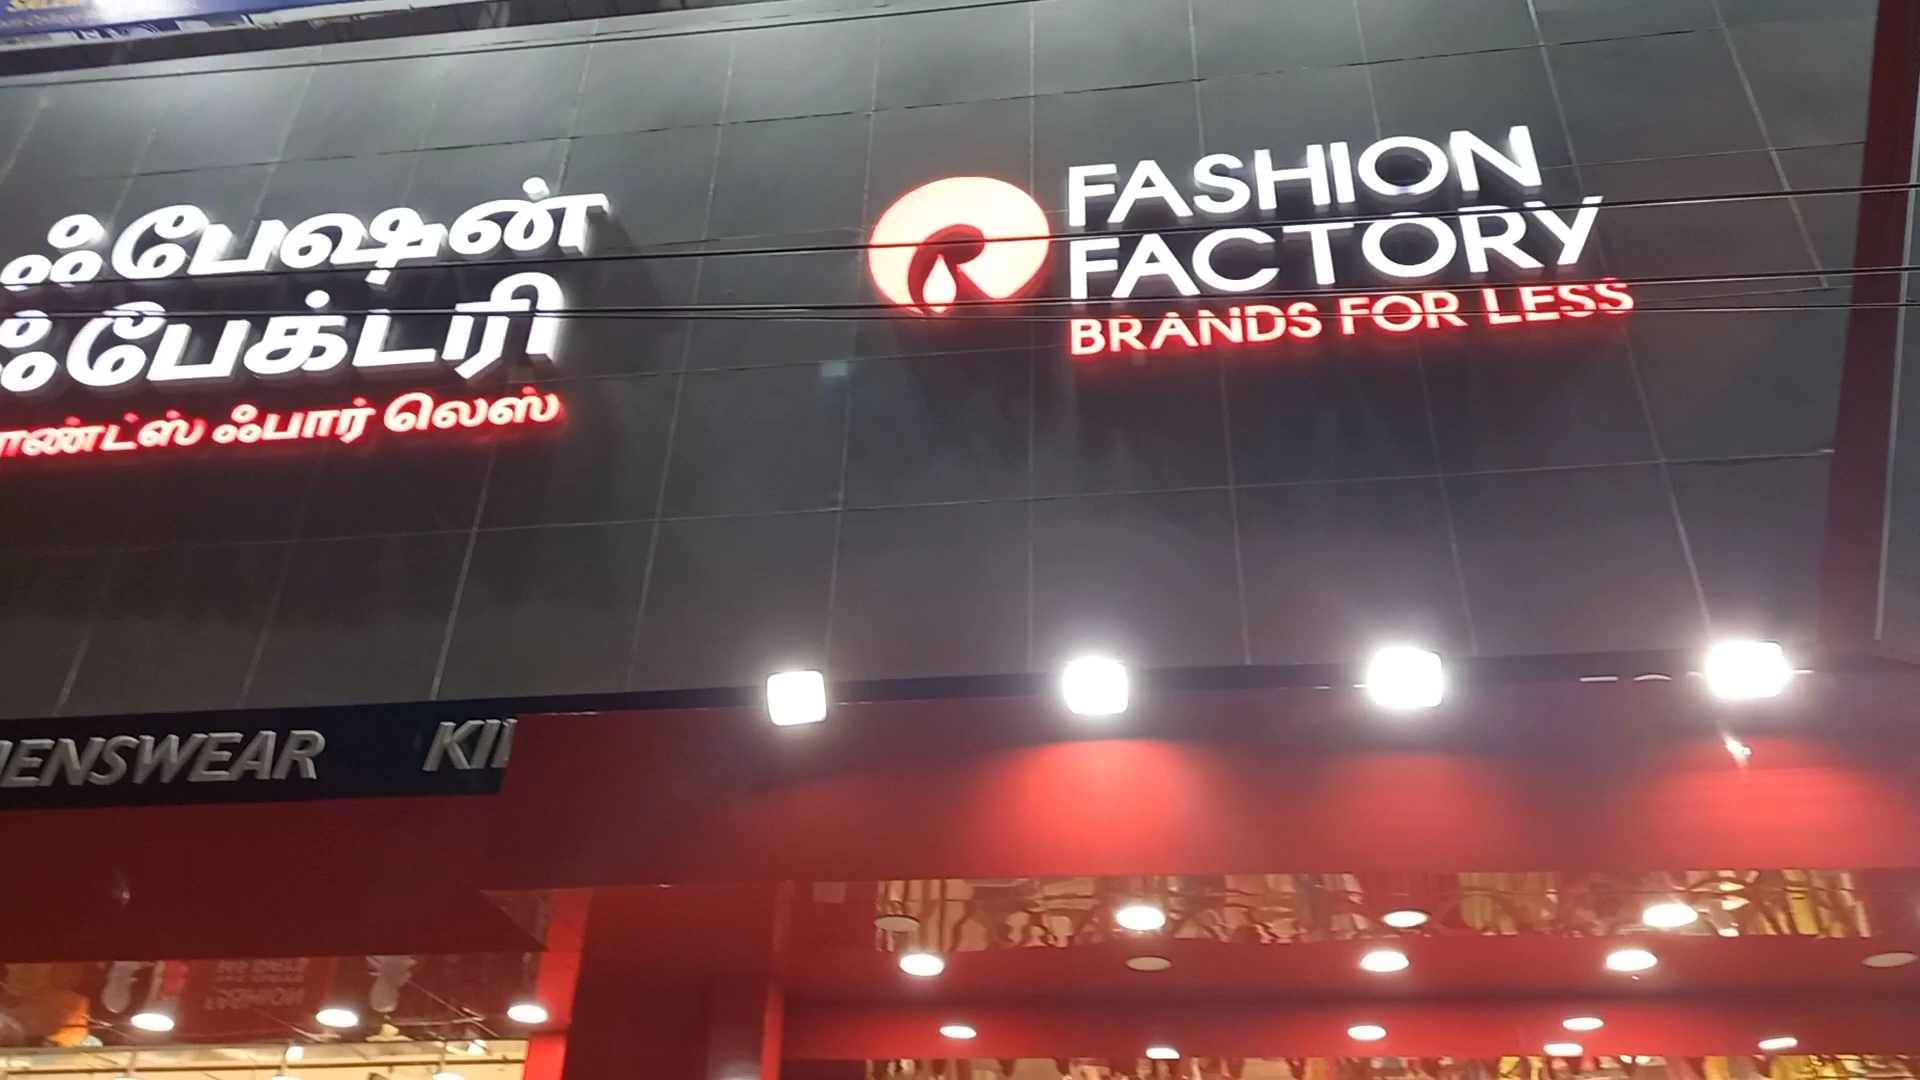 ஃபேஷன்
ஃபேக்டரி
ஃபார் லெஸ்
FASHION
FACTORY
BRANDS FOR LESS